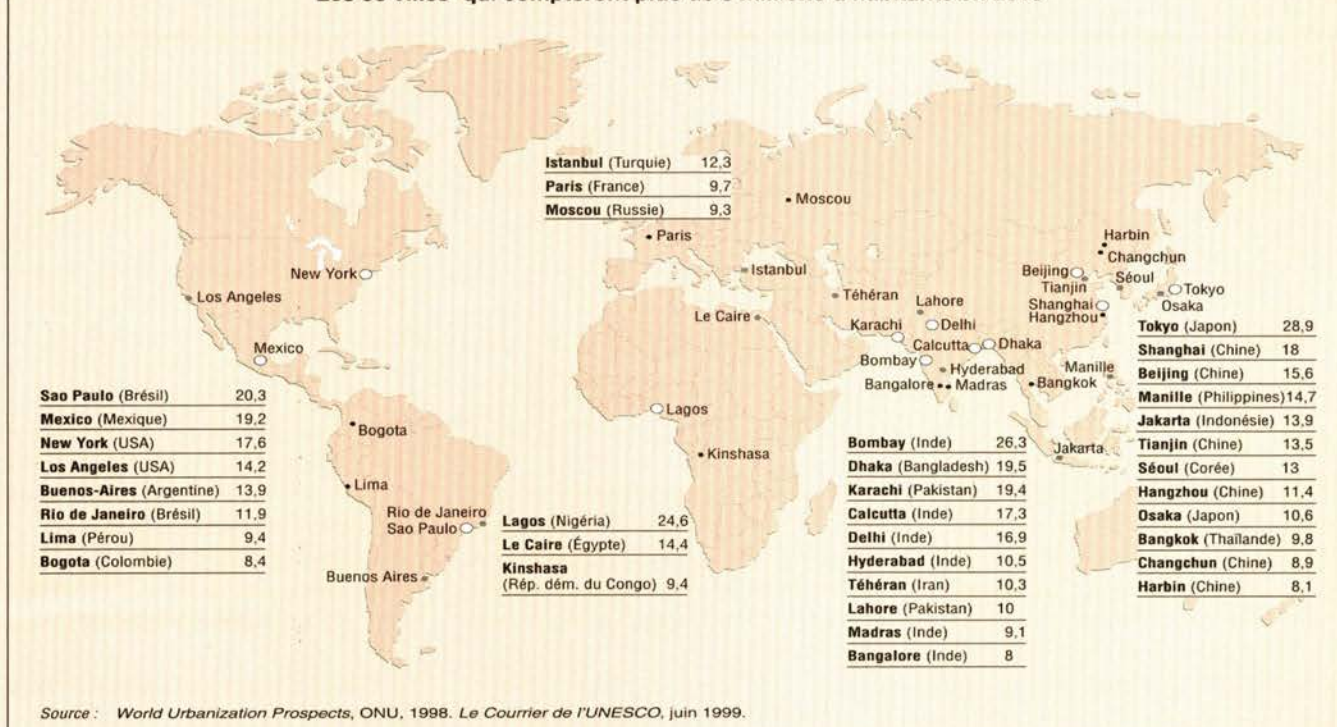 villes qui compteront plus de
Istanbul (Turquie) 12,3
Paris (France) 9,7
Moscou (Russie) 9,3
Moscou
Paris
Harbin
Changchun
New York
Istanbul
Beijing
Tianjin
Séoul
Tokyo
Osaka
Los Angeles
Téhéran
Lahore
Shanghai
Hangzhou
Le Caire
Karachi
Delhi
Calcutta
Dhaka
Mexico
Bombay
Hyderabad
Manille
Bangalore
Madras
Bangkok
Lagos
Bogota
Kinshasa
Jakarta
Lima
Rio de Janeiro
Sao Paulo
Buenos Aires
Sao Paulo (Brésil) 20,3
Mexico (Mexique) 19,2
New York (USA) 17,6
Los Angeles (USA) 14,2
Buenos-Aires (Argentine) 13,9
Rio de Janeiro (Brésil) 11,9
Lima (Pérou) 9,4
Bogota (Colombie) 8,4
Lagos (Nigéria) 24,6
Le Caire (Égypte) 14,4
Kinshasa
(Rép. dém. du Congo) 9,4
Bombay (Inde) 26,3
Dhaka (Bangladesh) 19,5
Karachi (Pakistan) 19,4
Calcutta (Inde) 17,3
Delhi (Inde) 16,9
Hyderabad (Inde) 10,5
Téhéran (Iran) 10,3
Lahore (Pakistan) 10
Madras (Inde) 9,1
Bangalore (Inde) 8
Tokyo (Japon) 28,9
Shanghai (Chine) 18
Beijing (Chine) 15,6
Manille (Philippines) 14,7
Jakarta (Indonésie) 13,9
Tianjin (Chine) 13,5
Séoul (Corée) 13
Hangzhou (Chine) 11,4
Osaka (Japon) 10,6
Bangkok (Thaïlande) 9,8
Changchun (Chine) 8,9
Harbin (Chine) 8,1
Source : World Urbanization Prospects, ONU, 1998. Le Courrier de l'UNESCO, juin 1999.